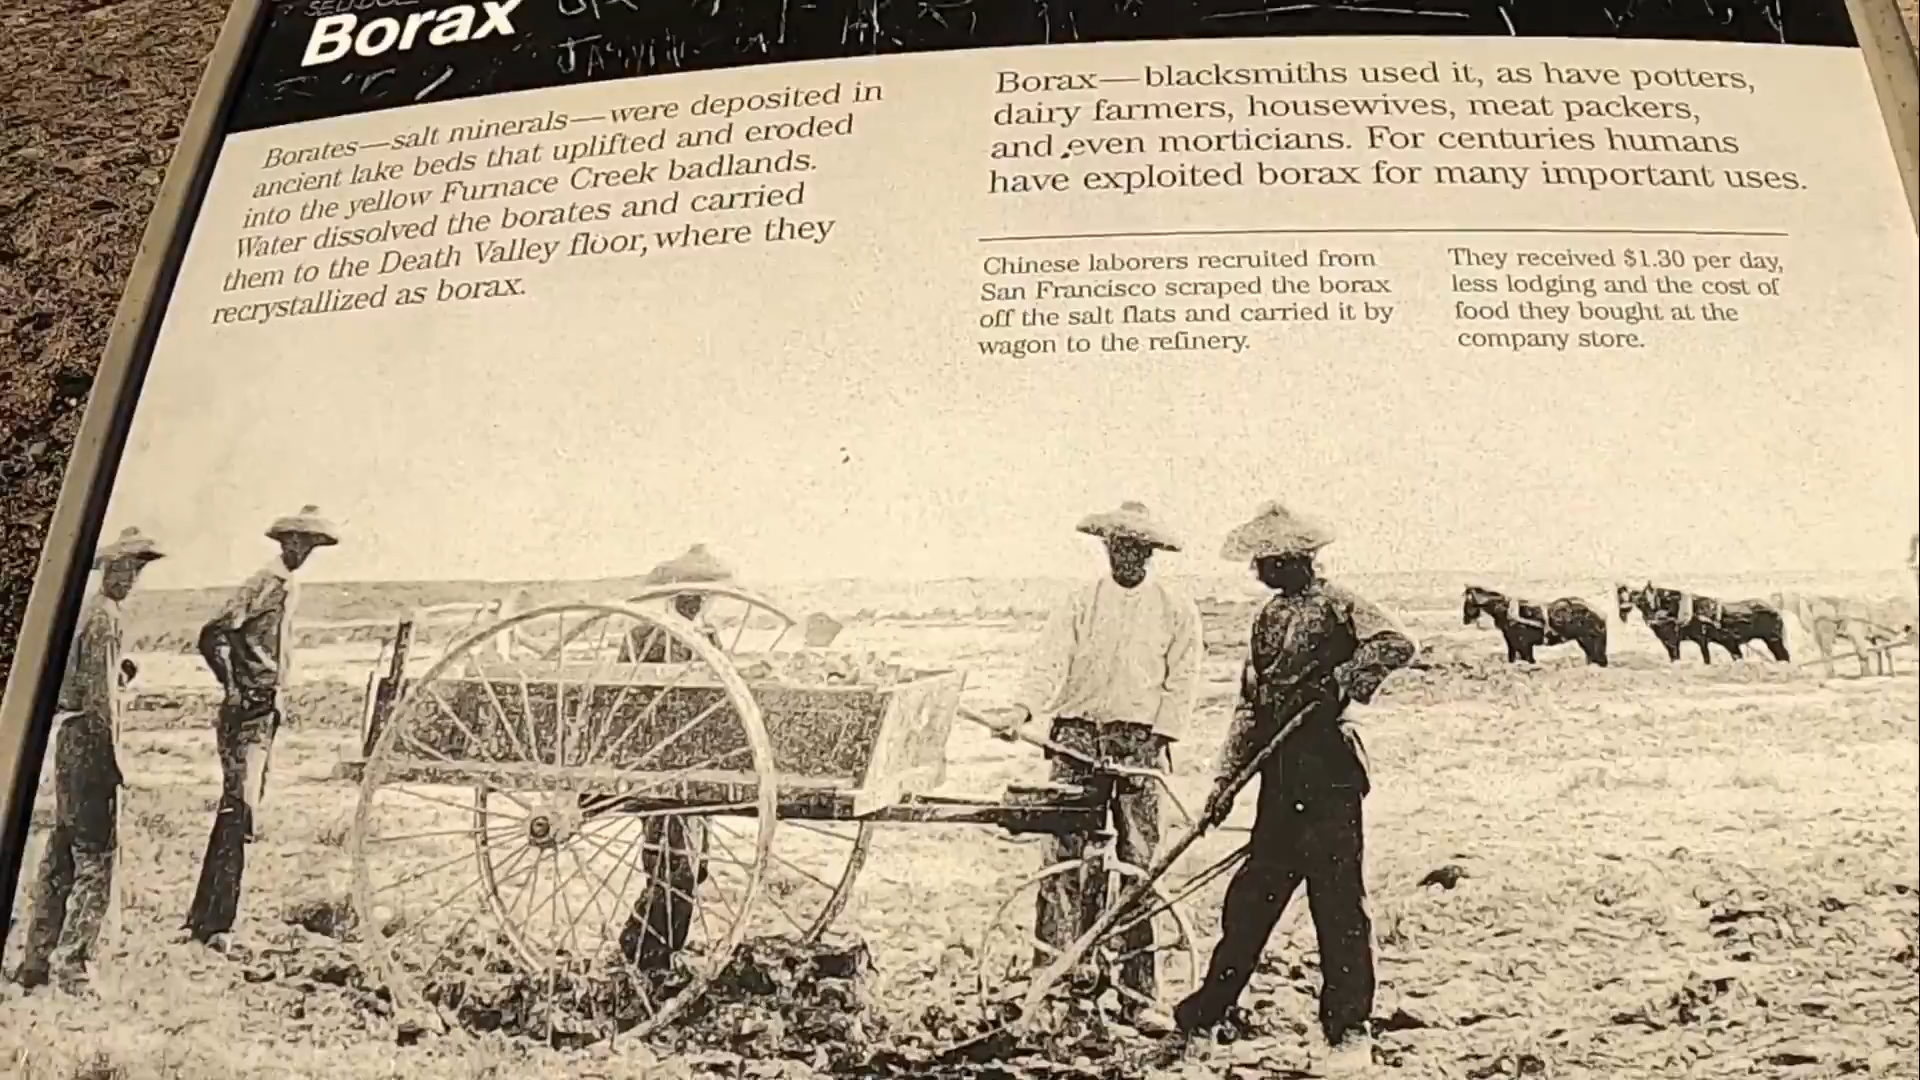 Borax
Borates—salt minerals—were deposited in
ancient lake beds that uplifted and eroded
into the yellow Furnace Creek badlands.
Water dissolved the borates and carried
them to the Death Valley floor, where they
recrystallized as borax.
Borax—blacksmiths used it, as have potters,
dairy farmers, housewives, meat packers,
and even morticians. For centuries humans
have exploited borax for many important uses.
Chinese laborers recruited from
San Francisco scraped the borax
off the salt flats and carried it by
wagon to the refinery.
They received $1.30 per day,
less lodging and the cost of
food they bought at the
company store.